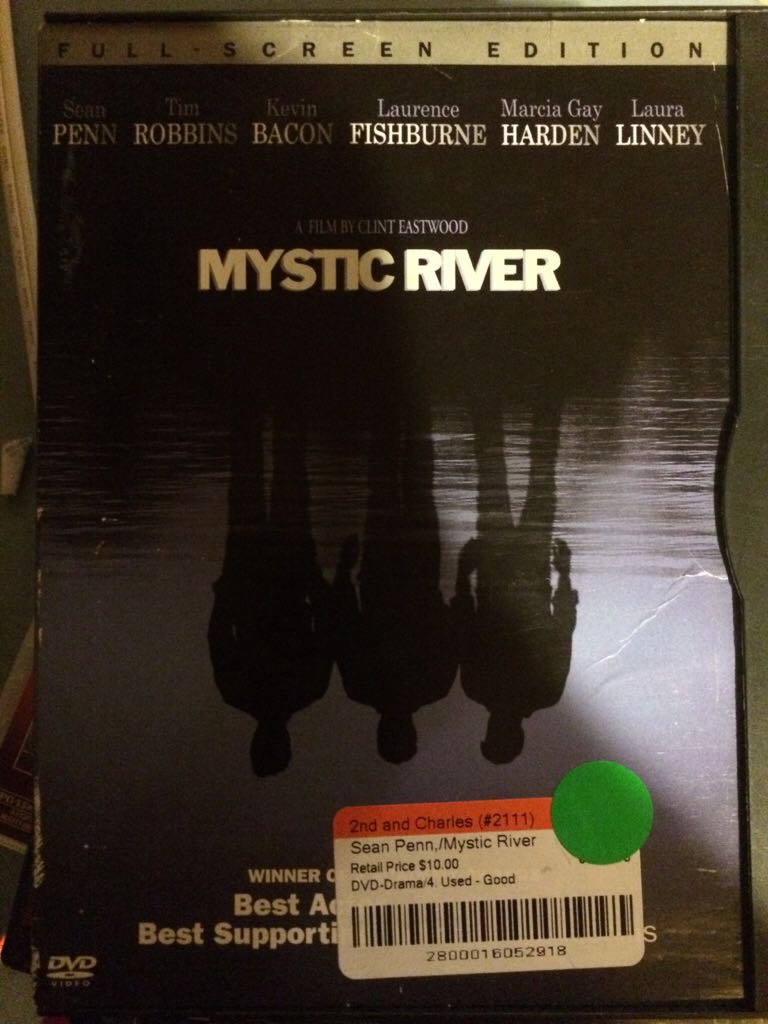 FULL-SCREEN EDITION
Sean PENN Tim ROBBINS Kevin BACON Laurence FISHBURNE Marcia Gay HARDEN Laura LINNEY
A FILM BY CLINT EASTWOOD
MYSTIC RIVER
2nd and Charles (#2111)
Sean Penn,/Mystic River
Retail Price $10.00
DVD-Drama/4. Used - Good
2800016052918
WINNER
Best
Best
DVD
VIDEO